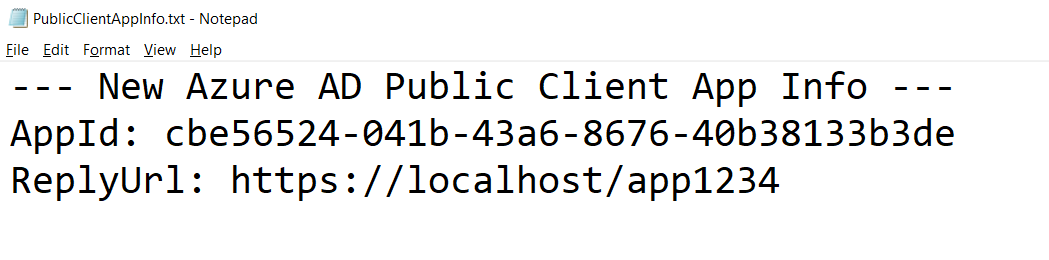 PublicClientAppInfo.txt - Notepad
File Edit Format View Help
--- New Azure AD Public Client App Info ---
AppId: cbe56524-041b-43a6-8676-40b38133b3de
ReplyUrl: https://localhost/app1234